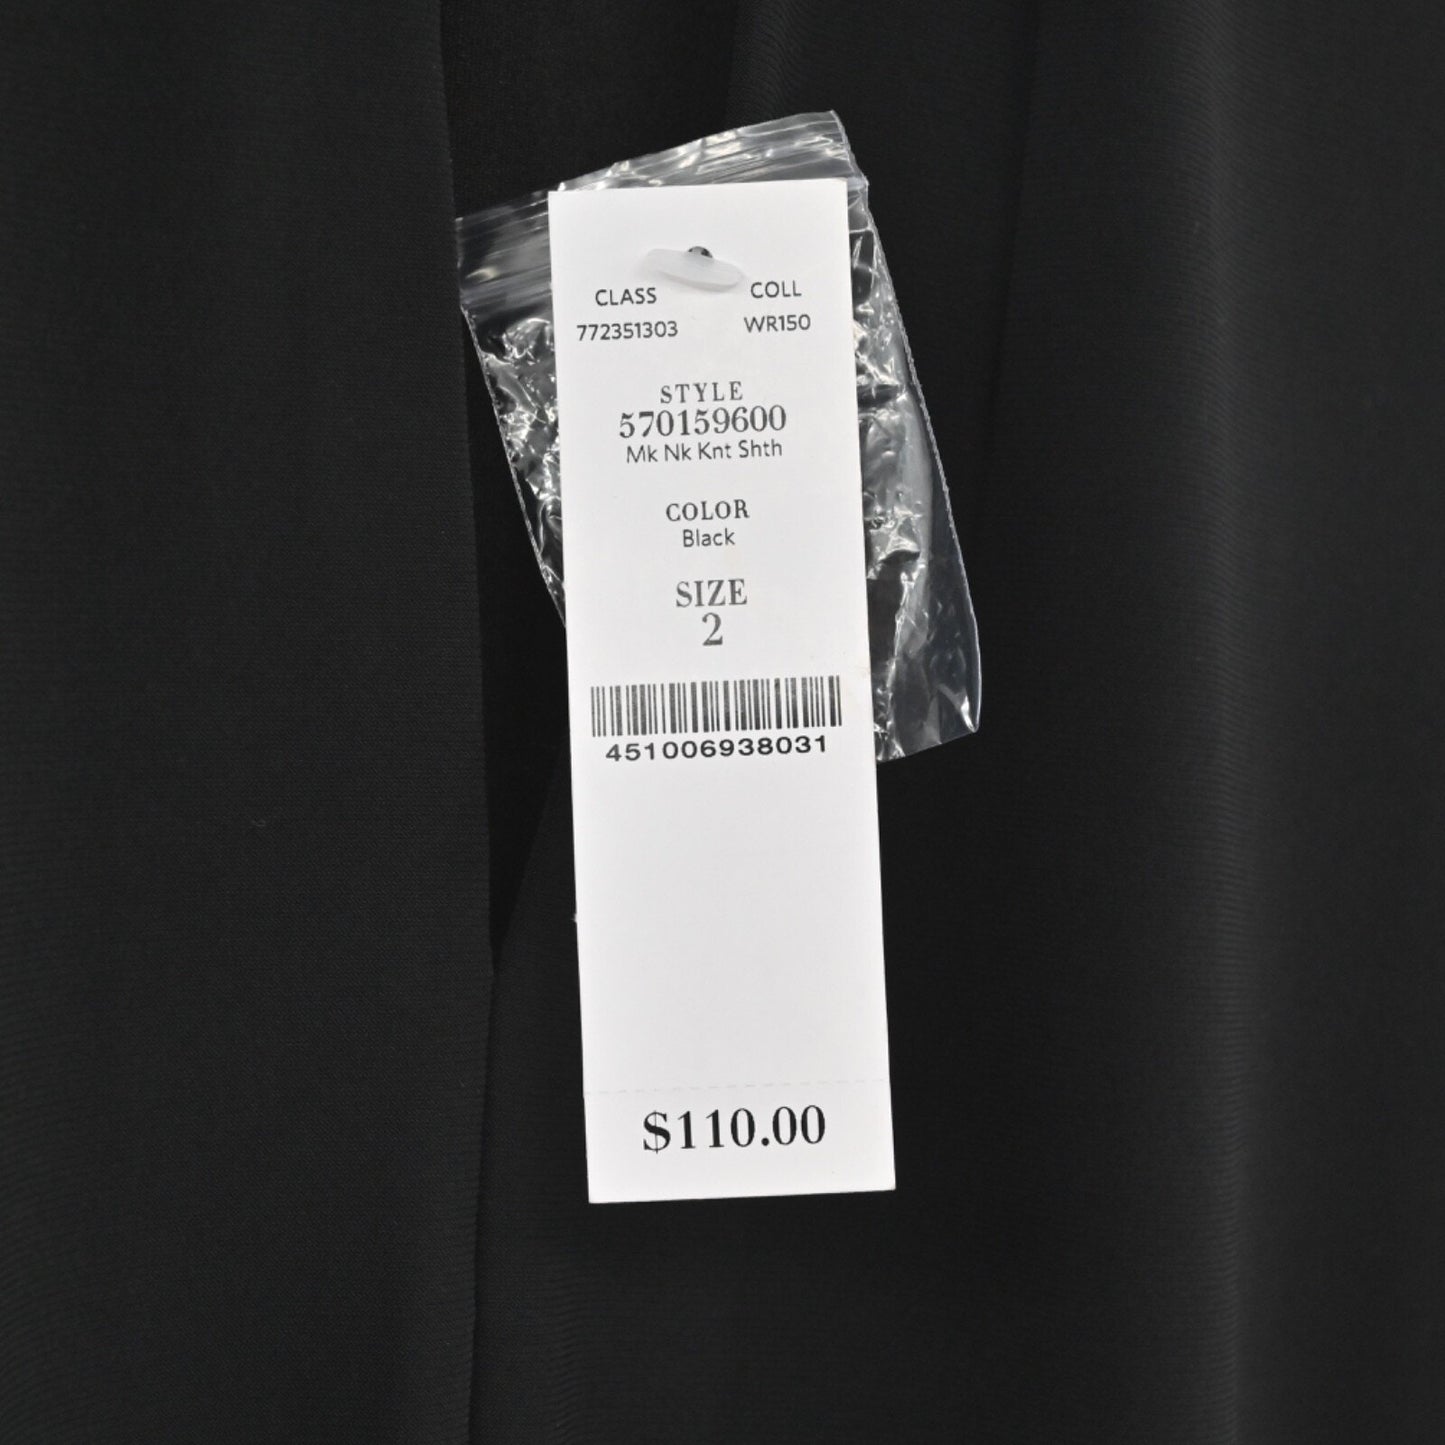 CLASS COLL
772351303 WR150
STYLE
570159600
Mk Nk Knt Shth
COLOR
Black
SIZE
2
451006938031
$110.00